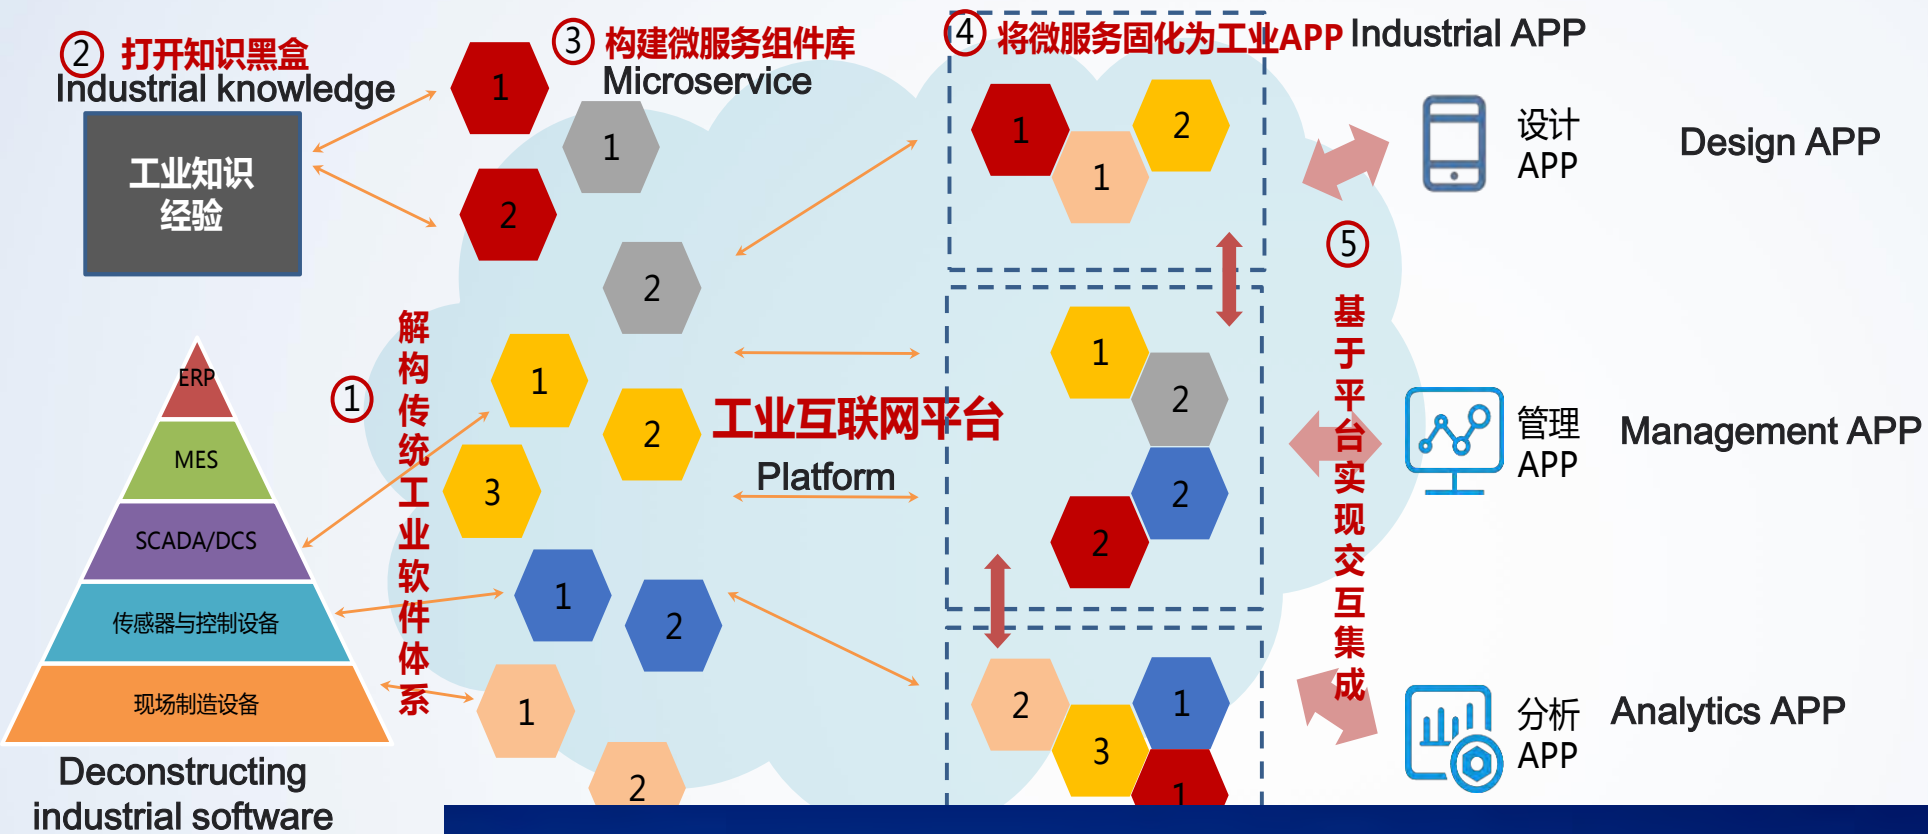 ② 打开知识黑盒
Industrial knowledge
工业知识
经验
③ 构建微服务组件库
Microservice
④ 将微服务固化为工业APP Industrial APP
1
1
2
2
1
2
3
1
2
1
2
① 解构传统工业软件体系
ERP
MES
SCADA/DCS
传感器与控制设备
现场制造设备
Deconstructing
industrial software
工业互联网平台
Platform
1
2
1
1
2
2
2
2
1
3
1
⑤ 基于平台实现交互集成
设计
APP
Design APP
管理
APP
Management APP
分析
APP
Analytics APP